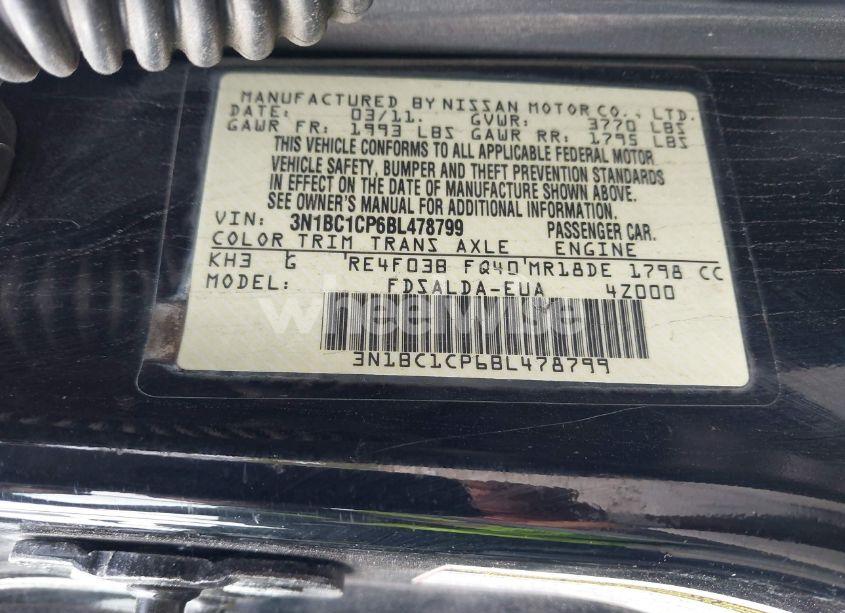 MANUFACTURED BY NISSAN MOTOR CO., LTD.
DATE: 03/11. GVWR: 3770 LBS
GAWR FR: 1993 LBS GAWR RR: 1795 LBS
THIS VEHICLE CONFORMS TO ALL APPLICABLE FEDERAL MOTOR
VEHICLE SAFETY, BUMPER AND THEFT PREVENTION STANDARDS
IN EFFECT ON THE DATE OF MANUFACTURE SHOWN ABOVE.
SEE OWNER'S MANUAL FOR ADDITIONAL INFORMATION.
VIN: 3N1BC1CP6BL478799 PASSENGER CAR.
COLOR TRIM TRANS AXLE ENGINE
KH3 G RE4F03B FQ40 MR18DE 1798 CC
MODEL: FDSALDA-EUA 4Z000
wheelwise
3N1BC1CP6BL478799